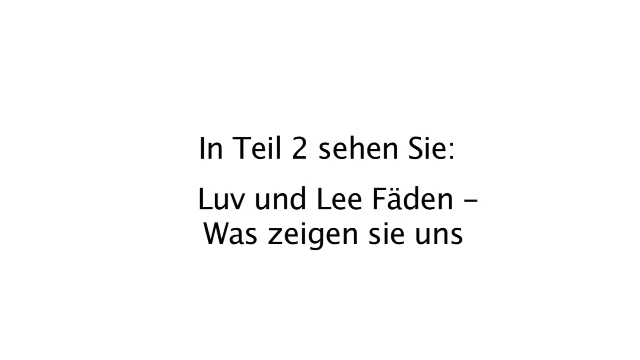 In Teil 2 sehen Sie:
Luv und Lee Fäden -
Was zeigen sie uns